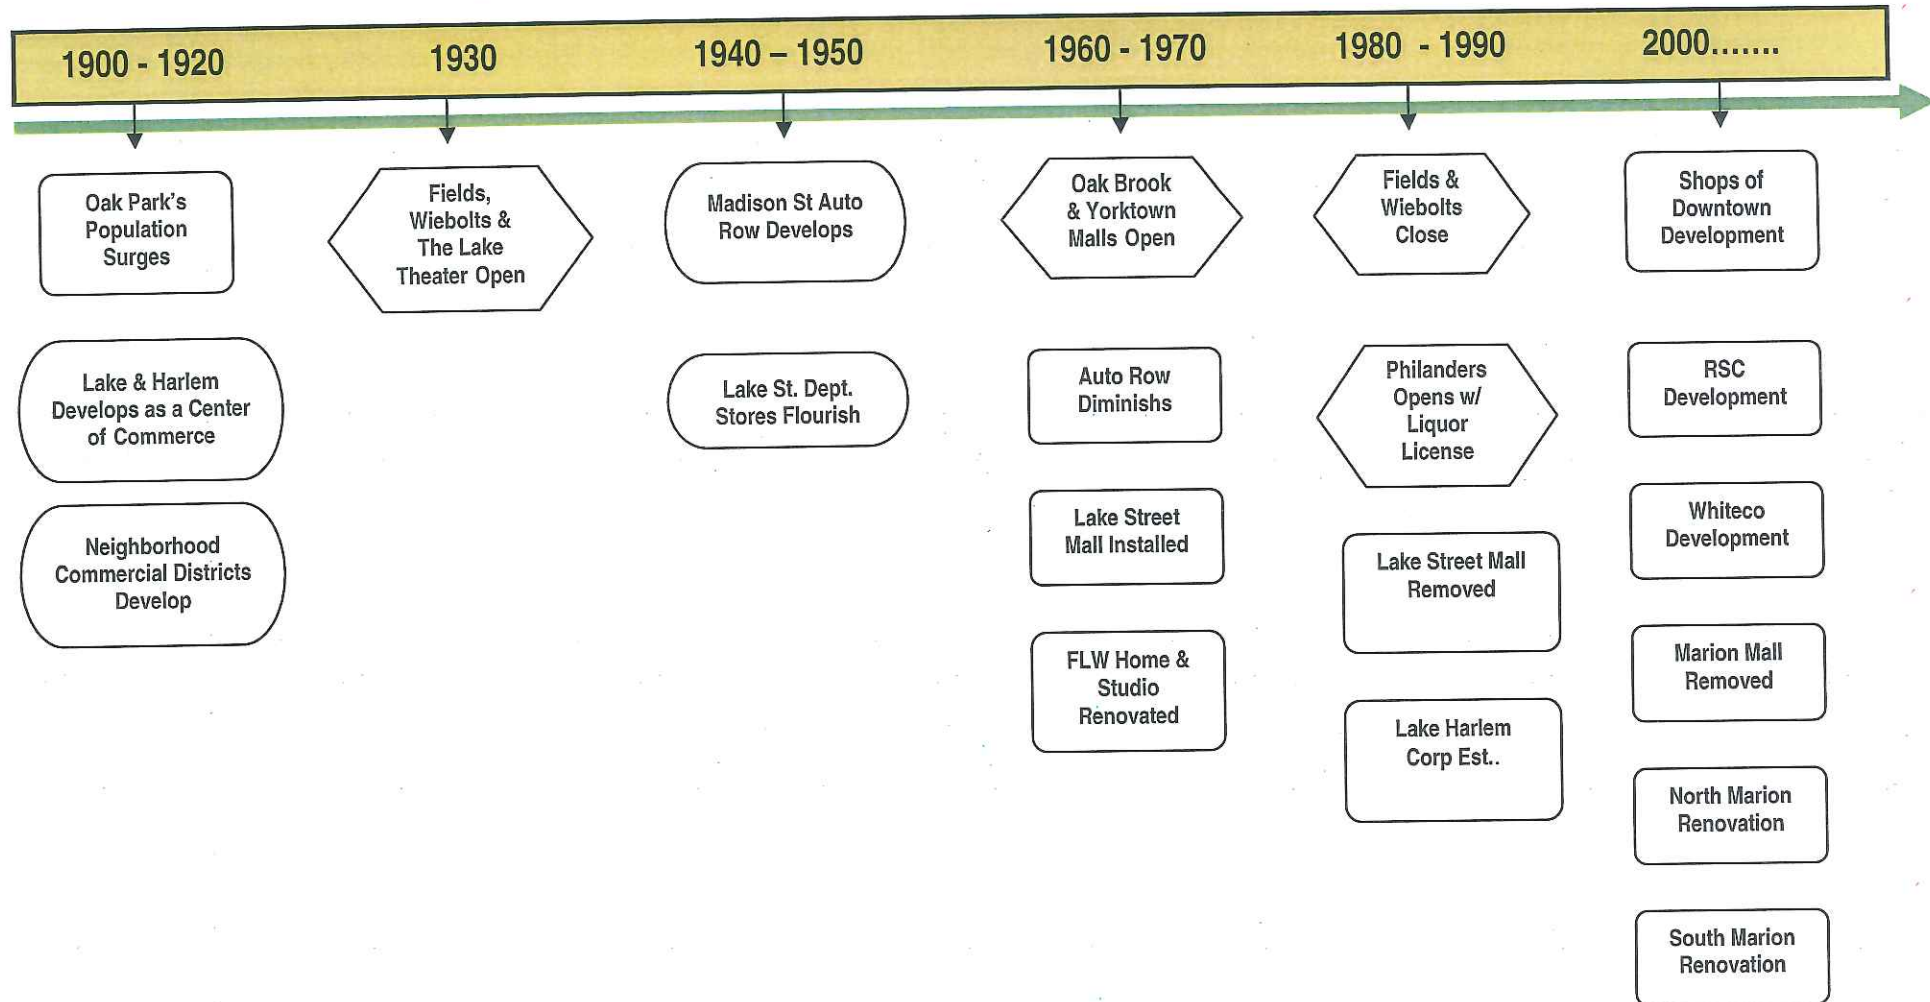 1900 - 1920
1930
1940 – 1950
1960 - 1970
1980 - 1990
2000.......
Oak Park's
Population
Surges
Lake & Harlem
Develops as a Center
of Commerce
Neighborhood
Commercial Districts
Develop
Fields,
Wiebolts &
The Lake
Theater Open
Madison St Auto
Row Develops
Lake St. Dept.
Stores Flourish
Oak Brook
& Yorktown
Malls Open
Auto Row
Diminishs
Lake Street
Mall Installed
FLW Home &
Studio
Renovated
Fields &
Wiebolts
Close
Philanders
Opens w/
Liquor
License
Lake Street Mall
Removed
Lake Harlem
Corp Est..
Shops of
Downtown
Development
RSC
Development
Whiteco
Development
Marion Mall
Removed
North Marion
Renovation
South Marion
Renovation